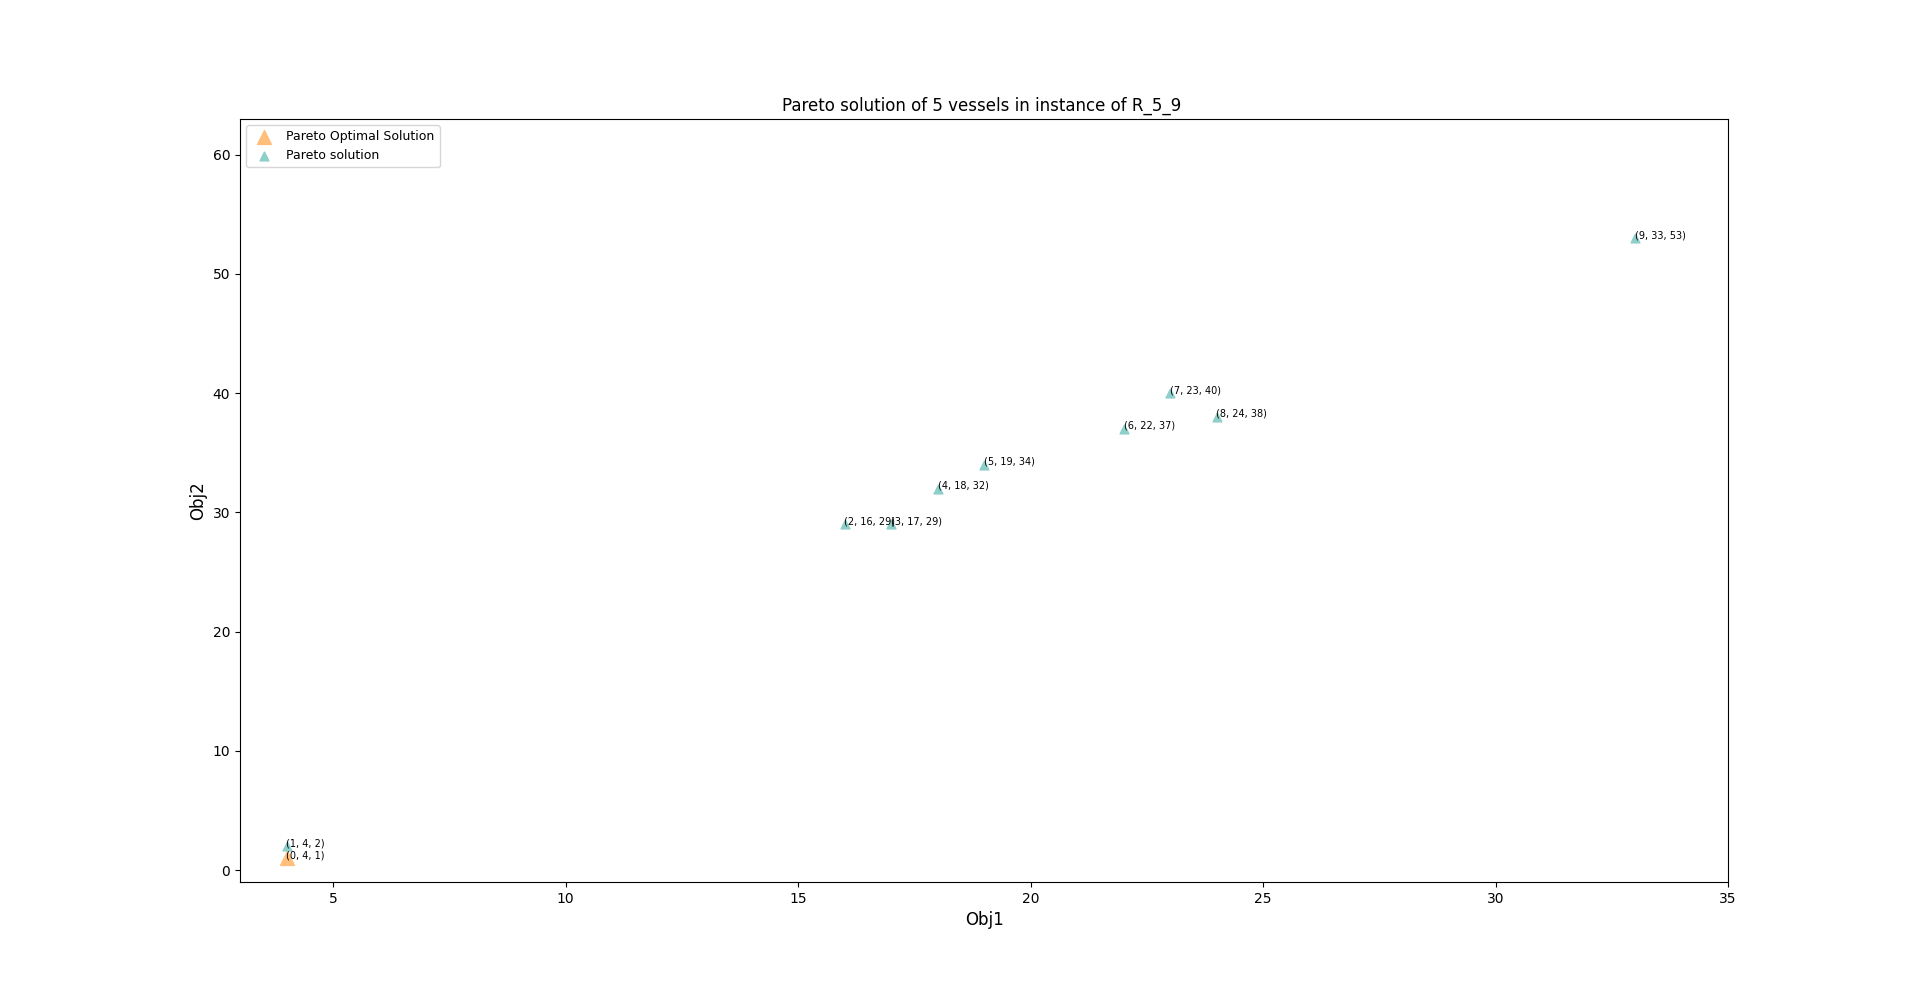 Pareto solution of 5 vessels in instance of R_5_9
Pareto Optimal Solution
Pareto solution
60
50
40
30
20
10
0
Obj2
(9, 33, 53)
(7, 23, 40)
(8, 24, 38)
(6, 22, 37)
(5, 19, 34)
(4, 18, 32)
(2, 16, 29)
(3, 17, 29)
(1, 4, 2)
(0, 4, 1)
5
10
15
20
25
30
35
Obj1